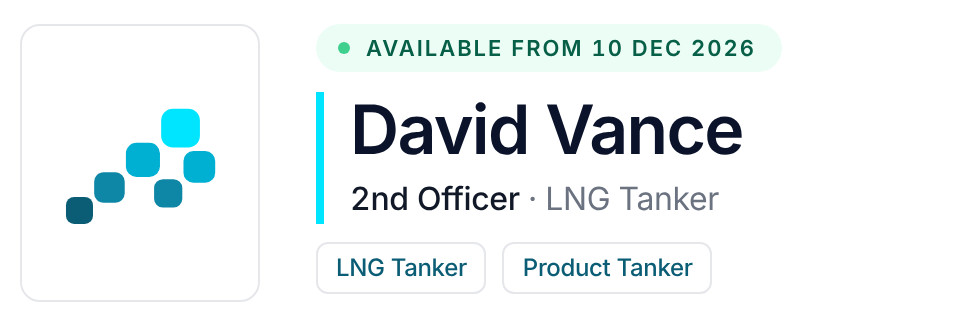 AVAILABLE FROM 10 DEC 2026
David Vance
2nd Officer · LNG Tanker
LNG Tanker
Product Tanker